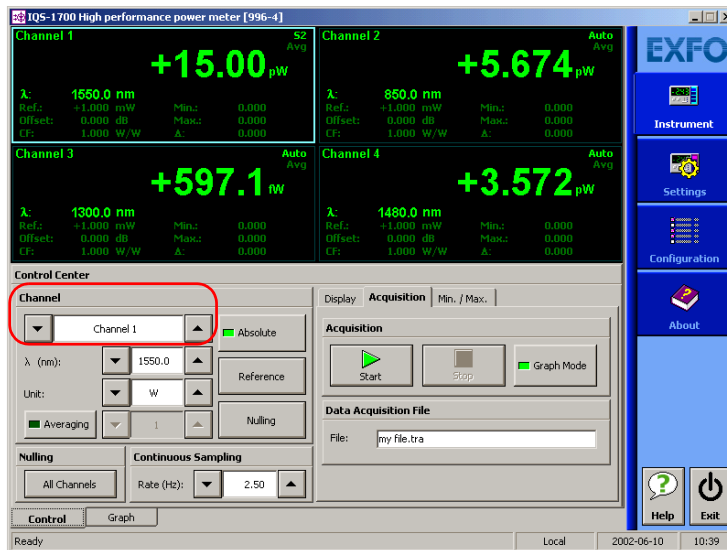 IQS-1700 High performance power meter [996-4]
Channel 1 S2
Avg
+15.00 pW
λ: 1550.0 nm
Ref.: +1.000 mW Min.: 0.000
Offset: 0.000 dB Max.: 0.000
CF: 1.000 W/W Δ: 0.000
Channel 2 Auto
Avg
+5.674 pW
λ: 850.0 nm
Ref.: +1.000 mW Min.: 0.000
Offset: 0.000 dB Max.: 0.000
CF: 1.000 W/W Δ: 0.000
Channel 3 Auto
Avg
+597.1 fW
λ: 1300.0 nm
Ref.: +1.000 mW Min.: 0.000
Offset: 0.000 dB Max.: 0.000
CF: 1.000 W/W Δ: 0.000
Channel 4 Auto
Avg
+3.572 pW
λ: 1480.0 nm
Ref.: +1.000 mW Min.: 0.000
Offset: 0.000 dB Max.: 0.000
CF: 1.000 W/W Δ: 0.000
EXFO
Instrument
Settings
Configuration
About
Help Exit
Control Center
Channel
Channel 1
λ (nm): 1550.0
Unit: W
Averaging 1
Absolute
Reference
Nulling
Nulling
All Channels
Continuous Sampling
Rate (Hz): 2.50
Display Acquisition Min. / Max.
Acquisition
Start Stop Graph Mode
Data Acquisition File
File: my file.tra
Control Graph
Ready Local 2002-06-10 10:39